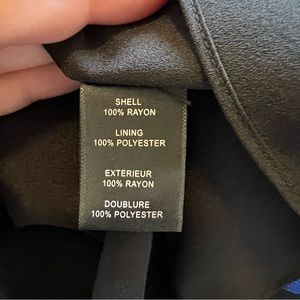 SHELL
100% RAYON
LINING
100% POLYESTER
EXTERIEUR
100% RAYON
DOUBLURE
100% POLYESTER